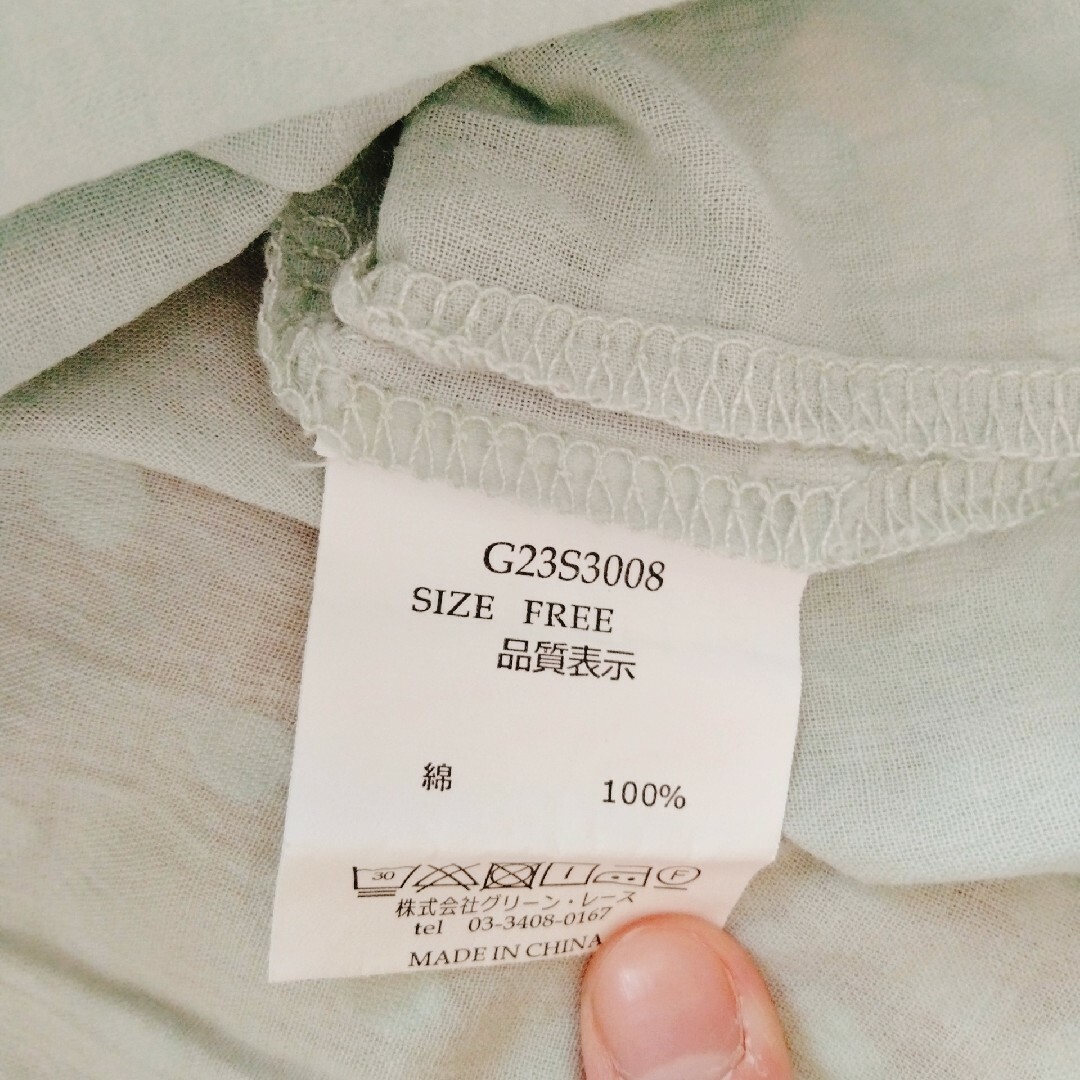 G23S3008
SIZE FREE
品質表示
綿 100%
30 F
株式会社グリーン・レース
tel 03-3408-0167
MADE IN CHINA